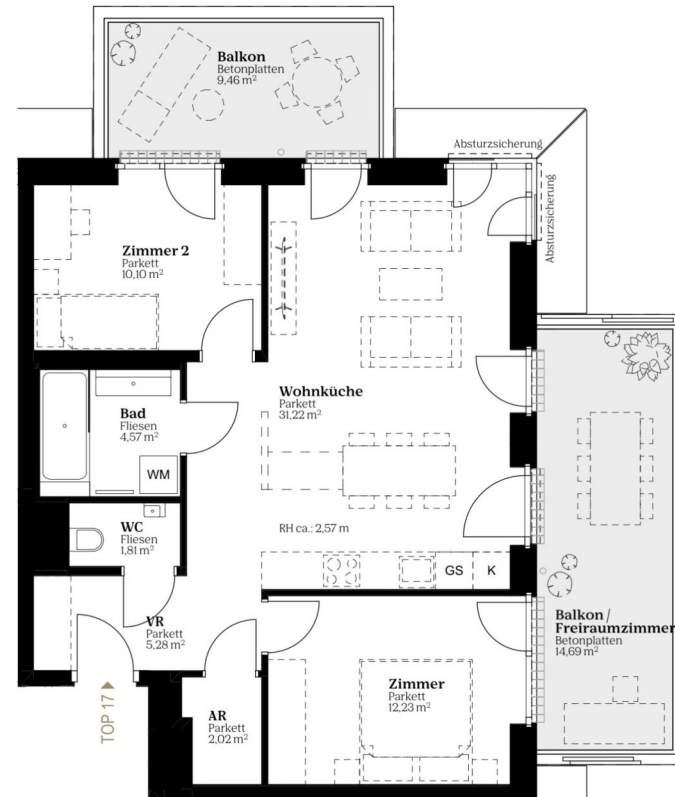 Balkon
Betonplatten
9,46 m²
Absturzsicherung
Absturzsicherung
Zimmer 2
Parkett
10,10 m²
Wohnküche
Parkett
31,22 m²
Bad
Fliesen
4,57 m²
WM
WC
Fliesen
1,81 m²
RH ca.: 2,57 m
GS
K
VR
Parkett
5,28 m²
Balkon/
Freiraumzimmer
Betonplatten
14,69 m²
Zimmer
Parkett
12,23 m²
AR
Parkett
2,02 m²
TOP 17